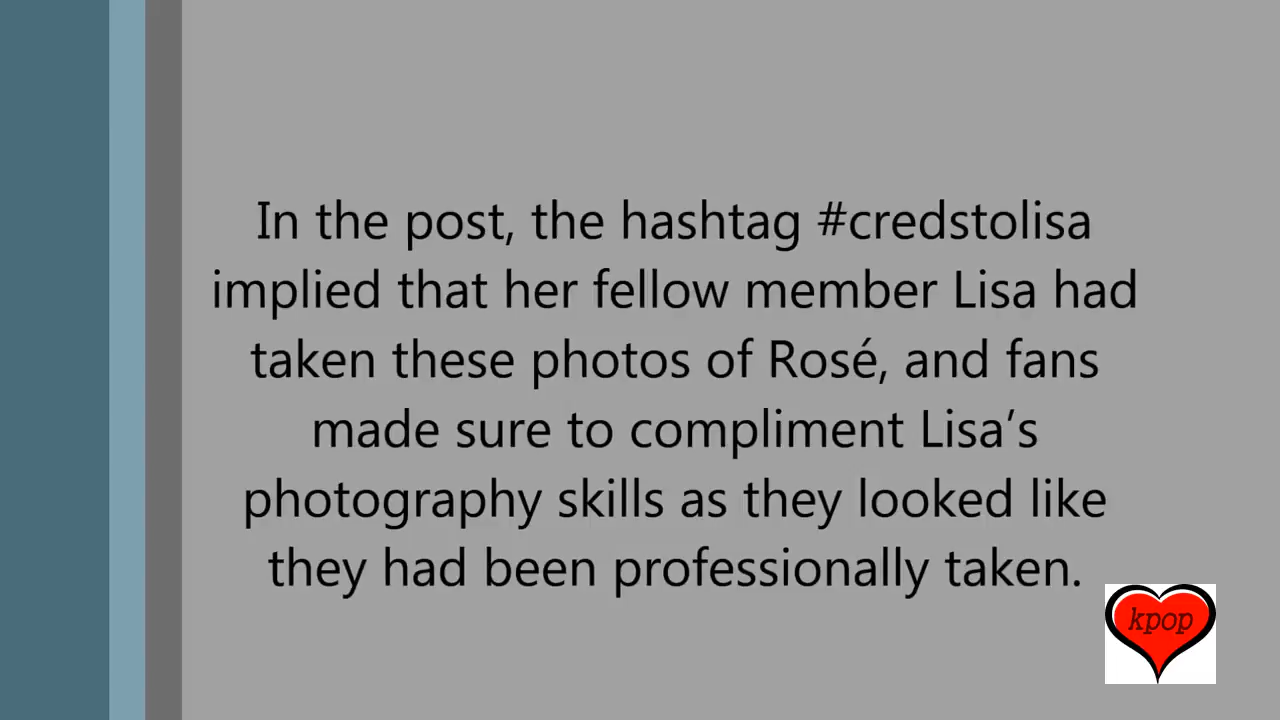 In the post, the hashtag #credstolisa
implied that her fellow member Lisa had
taken these photos of Rosé, and fans
made sure to compliment Lisa’s
photography skills as they looked like
they had been professionally taken.
kpop